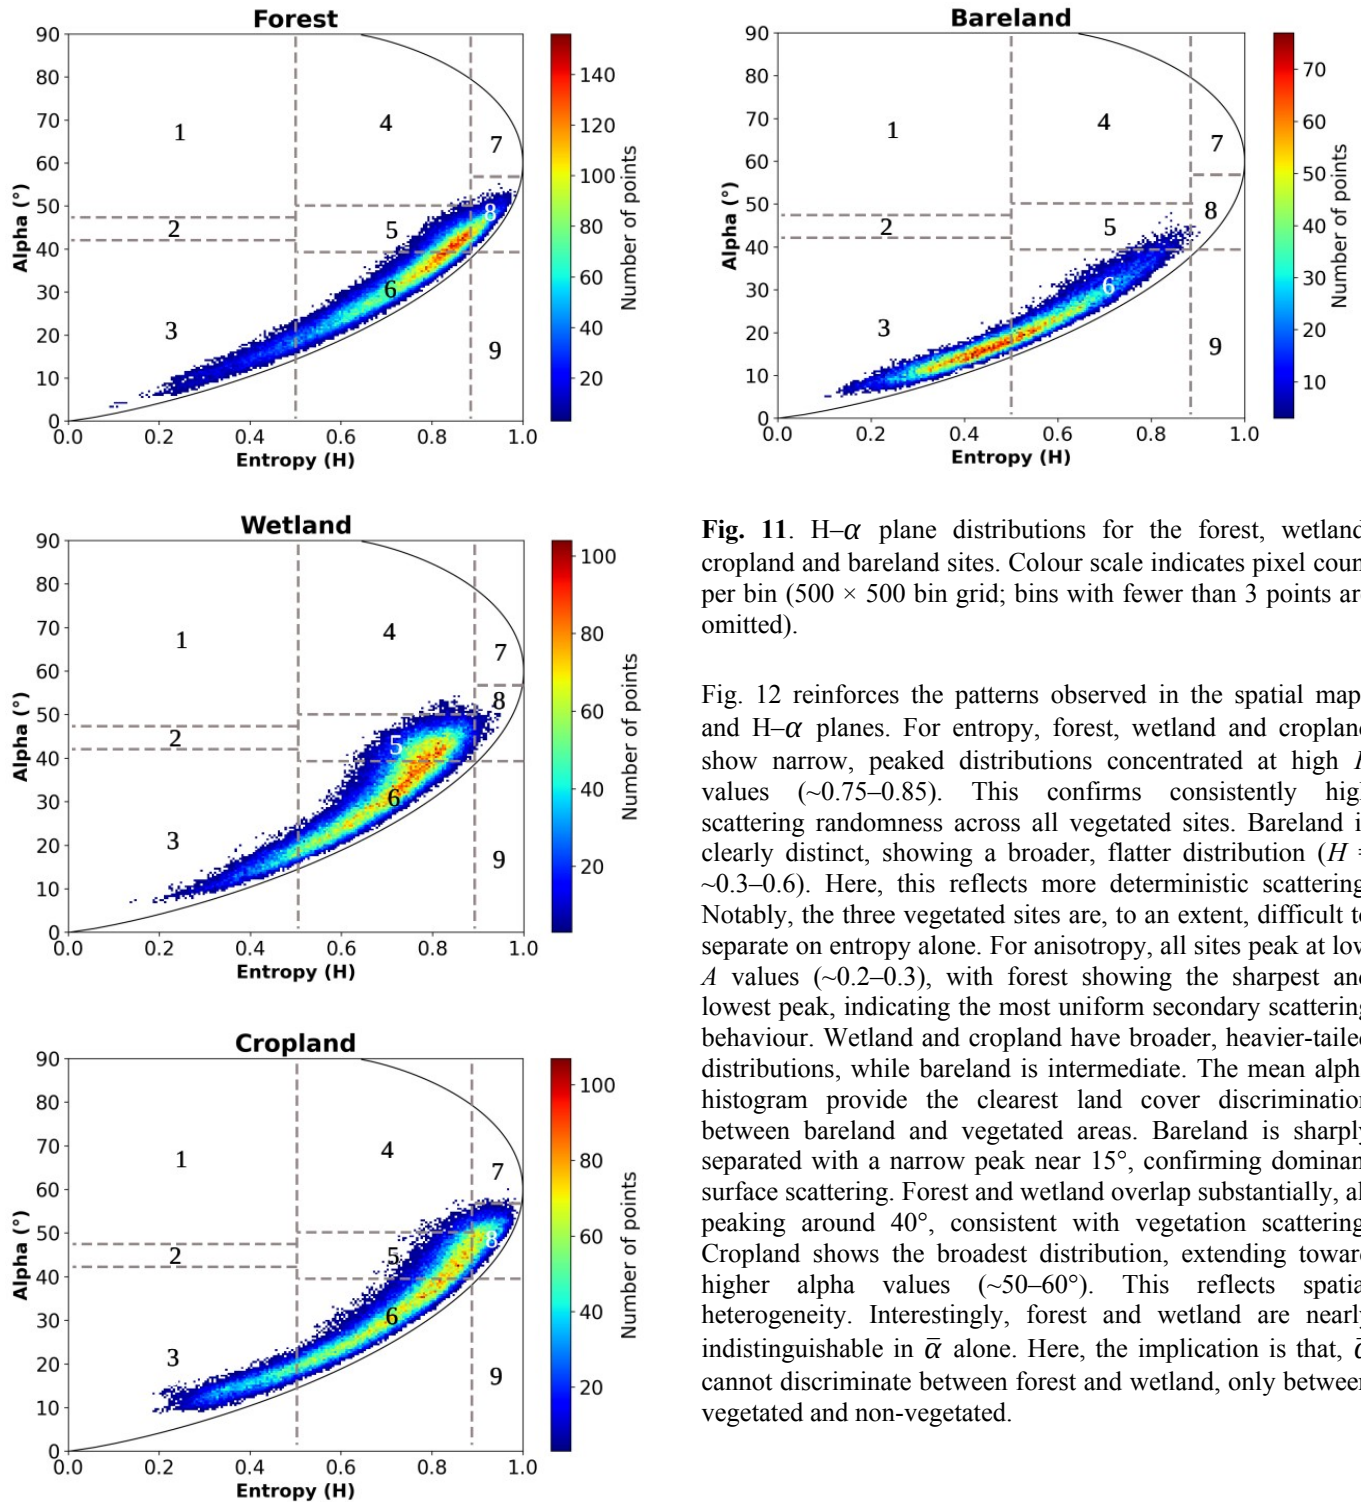 Forest
90
80
70
60
50
40
30
20
10
0
Alpha (°)
1
2
3
4
5
6
7
8
9
0.0 0.2 0.4 0.6 0.8 1.0
Entropy (H)
140
120
100
80
60
40
20
Number of points
Bareland
90
80
70
60
50
40
30
20
10
0
Alpha (°)
1
2
3
4
5
6
7
8
9
0.0 0.2 0.4 0.6 0.8 1.0
Entropy (H)
70
60
50
40
30
20
10
Number of points
Wetland
90
80
70
60
50
40
30
20
10
0
Alpha (°)
1
2
3
4
5
6
7
8
9
0.0 0.2 0.4 0.6 0.8 1.0
Entropy (H)
100
80
60
40
20
Number of points
Cropland
90
80
70
60
50
40
30
20
10
0
Alpha (°)
1
2
3
4
5
6
7
8
9
0.0 0.2 0.4 0.6 0.8 1.0
Entropy (H)
100
80
60
40
20
Number of points
Fig. 11. H–α plane distributions for the forest, wetland
cropland and bareland sites. Colour scale indicates pixel coun
per bin (500 × 500 bin grid; bins with fewer than 3 points ar
omitted).
Fig. 12 reinforces the patterns observed in the spatial map
and H–α planes. For entropy, forest, wetland and cropland
show narrow, peaked distributions concentrated at high
values (~0.75–0.85). This confirms consistently high
scattering randomness across all vegetated sites. Bareland i
clearly distinct, showing a broader, flatter distribution (H =
~0.3–0.6). Here, this reflects more deterministic scattering
Notably, the three vegetated sites are, to an extent, difficult to
separate on entropy alone. For anisotropy, all sites peak at low
A values (~0.2–0.3), with forest showing the sharpest and
lowest peak, indicating the most uniform secondary scattering
behaviour. Wetland and cropland have broader, heavier-tailed
distributions, while bareland is intermediate. The mean alph
histogram provide the clearest land cover discrimination
between bareland and vegetated areas. Bareland is sharply
separated with a narrow peak near 15°, confirming dominan
surface scattering. Forest and wetland overlap substantially, al
peaking around 40°, consistent with vegetation scattering
Cropland shows the broadest distribution, extending toward
higher alpha values (~50–60°). This reflects spatia
heterogeneity. Interestingly, forest and wetland are nearly
indistinguishable in ᾱ alone. Here, the implication is that, ᾱ
cannot discriminate between forest and wetland, only between
vegetated and non-vegetated.